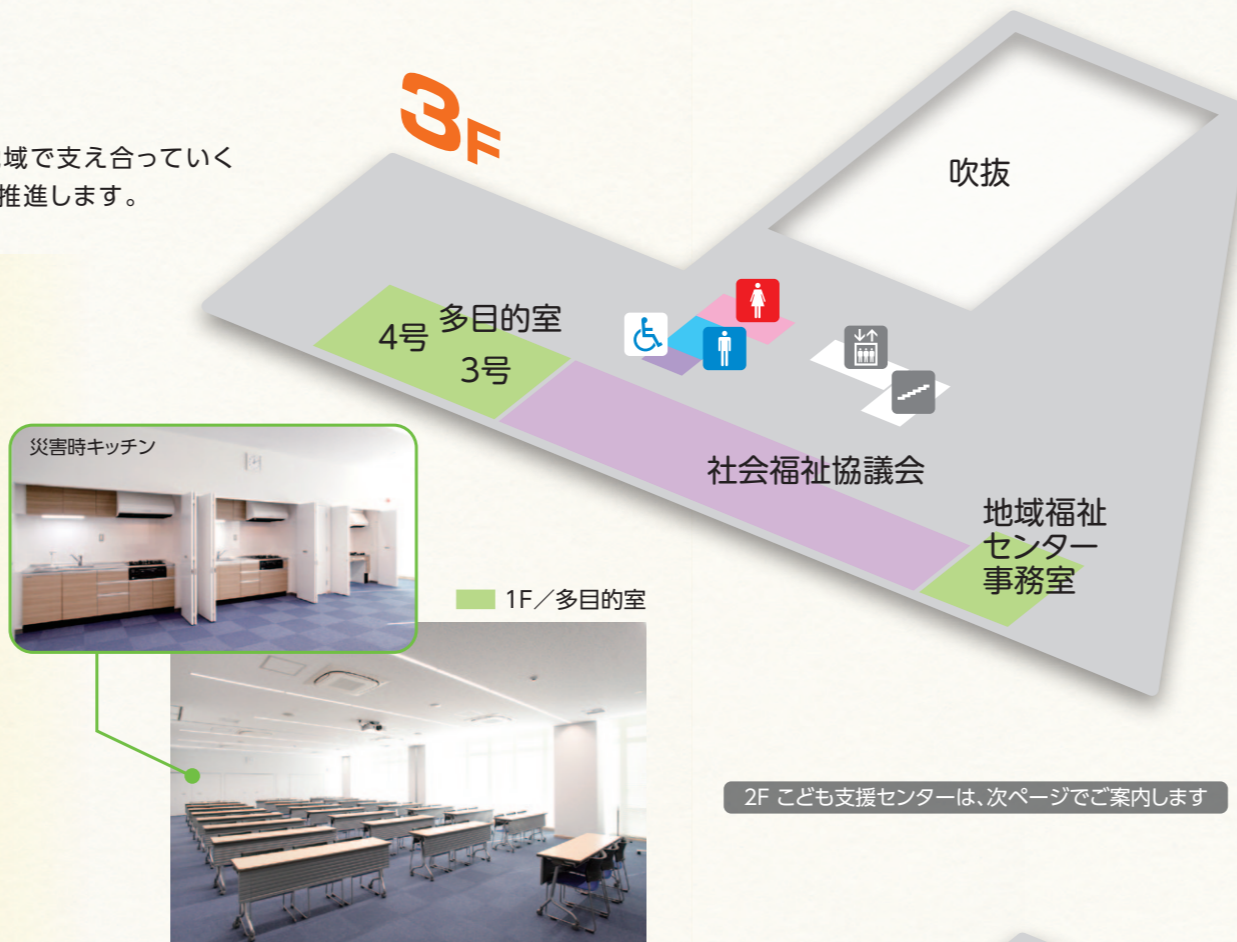 域で支え合っていく
推進します。
3F
吹抜
多目的室
4号
3号
社会福祉協議会
地域福祉
センター
事務室
災害時キッチン
1F／多目的室
2F こども支援センターは、次ページでご案内します